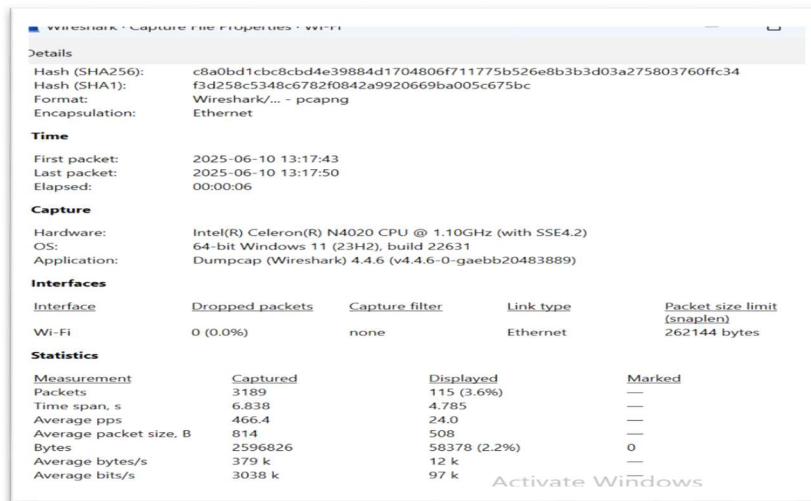 Wireshark · Capture File Properties · Wi-Fi
Details
Hash (SHA256): c8a0bd1cbc8cbd4e39884d1704806f711775b526e8b3b3d03a275803760ffc34
Hash (SHA1): f3d258c5348c6782f0842a9920669ba005c675bc
Format: Wireshark/... - pcapng
Encapsulation: Ethernet
Time
First packet: 2025-06-10 13:17:43
Last packet: 2025-06-10 13:17:50
Elapsed: 00:00:06
Capture
Hardware: Intel(R) Celeron(R) N4020 CPU @ 1.10GHz (with SSE4.2)
OS: 64-bit Windows 11 (23H2), build 22631
Application: Dumpcap (Wireshark) 4.4.6 (v4.4.6-0-gaebb20483889)
Interfaces
Interface Dropped packets Capture filter Link type Packet size limit
(snaplen)
Wi-Fi 0 (0.0%) none Ethernet 262144 bytes
Statistics
Measurement Captured Displayed Marked
Packets 3189 115 (3.6%) —
Time span, s 6.838 4.785 —
Average pps 466.4 24.0 —
Average packet size, B 814 508 —
Bytes 2596826 58378 (2.2%) 0
Average bytes/s 379 k 12 k —
Average bits/s 3038 k 97 k —
Activate Windows